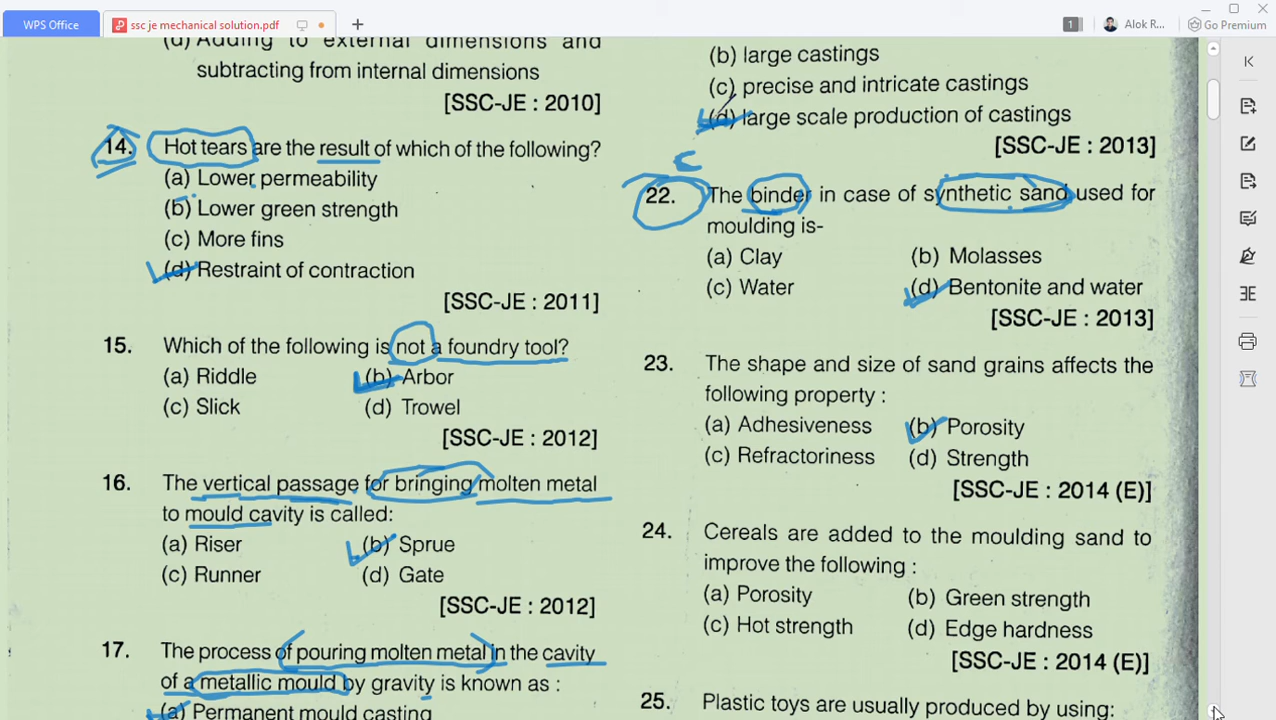 WPS Office
ssc je mechanical solution.pdf
1
Alok R...
Go Premium
(d) Adding to external dimensions and
subtracting from internal dimensions
[SSC-JE : 2010]
14. Hot tears are the result of which of the following?
(a) Lower permeability
(b) Lower green strength
(c) More fins
(d) Restraint of contraction
[SSC-JE : 2011]
15. Which of the following is not a foundry tool?
(a) Riddle (b) Arbor
(c) Slick (d) Trowel
[SSC-JE : 2012]
16. The vertical passage for bringing molten metal
to mould cavity is called:
(a) Riser (b) Sprue
(c) Runner (d) Gate
[SSC-JE : 2012]
17. The process of pouring molten metal in the cavity
of a metallic mould by gravity is known as :
(a) Permanent mould casting
(b) large castings
(c) precise and intricate castings
(d) large scale production of castings
[SSC-JE : 2013]
C
22. The binder in case of synthetic sand used for
moulding is-
(a) Clay (b) Molasses
(c) Water (d) Bentonite and water
[SSC-JE : 2013]
23. The shape and size of sand grains affects the
following property :
(a) Adhesiveness (b) Porosity
(c) Refractoriness (d) Strength
[SSC-JE : 2014 (E)]
24. Cereals are added to the moulding sand to
improve the following :
(a) Porosity (b) Green strength
(c) Hot strength (d) Edge hardness
[SSC-JE : 2014 (E)]
25. Plastic toys are usually produced by using: